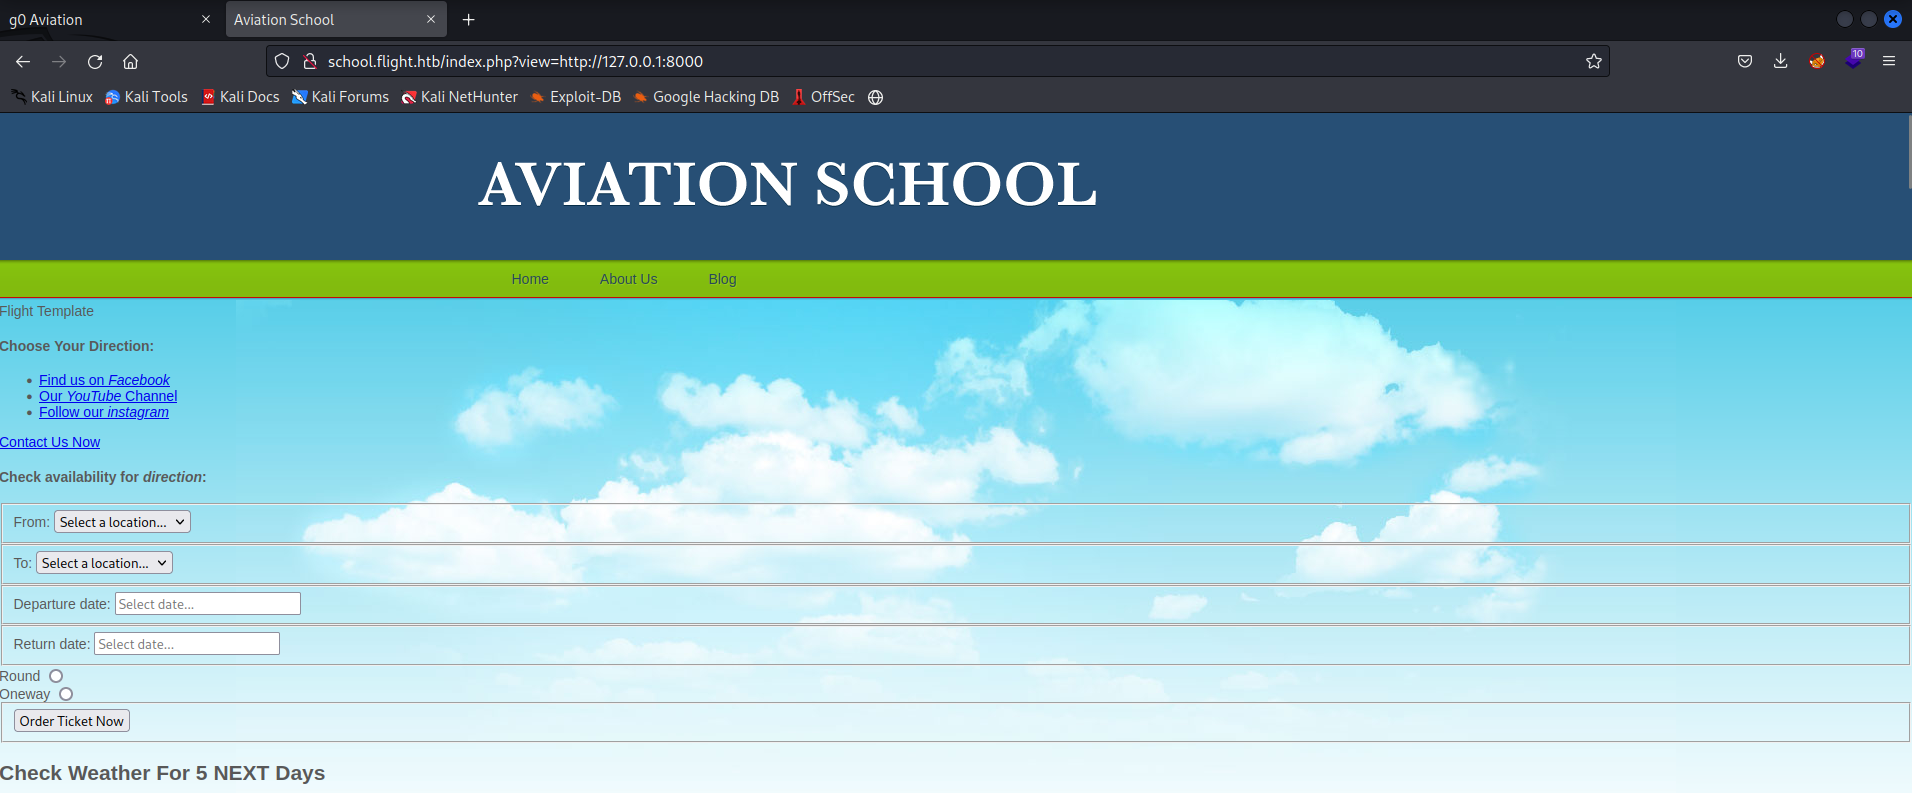 g0 Aviation
Aviation School
school.flight.htb/index.php?view=http://127.0.0.1:8000
10
Kali Linux Kali Tools Kali Docs Kali Forums Kali NetHunter Exploit-DB Google Hacking DB OffSec
AVIATION SCHOOL
Home About Us Blog
Flight Template
Choose Your Direction:
Find us on Facebook
Our YouTube Channel
Follow our instagram
Contact Us Now
Check availability for direction:
From: Select a location...
To: Select a location...
Departure date: Select date...
Return date: Select date...
Round
Oneway
Order Ticket Now
Check Weather For 5 NEXT Days